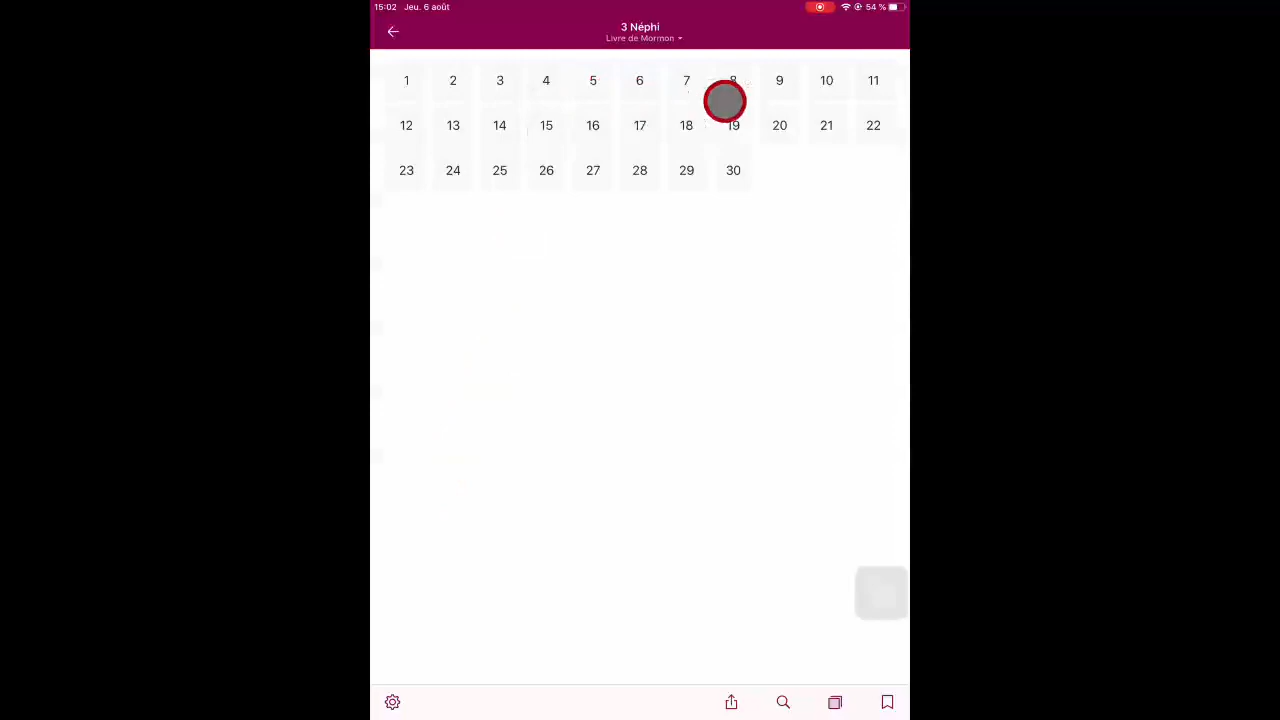 15:02 Jeu. 6 août 54 %
3 Néphi
Livre de Mormon
1 2 3 4 5 6 7 8 9 10 11
12 13 14 15 16 17 18 19 20 21 22
23 24 25 26 27 28 29 30